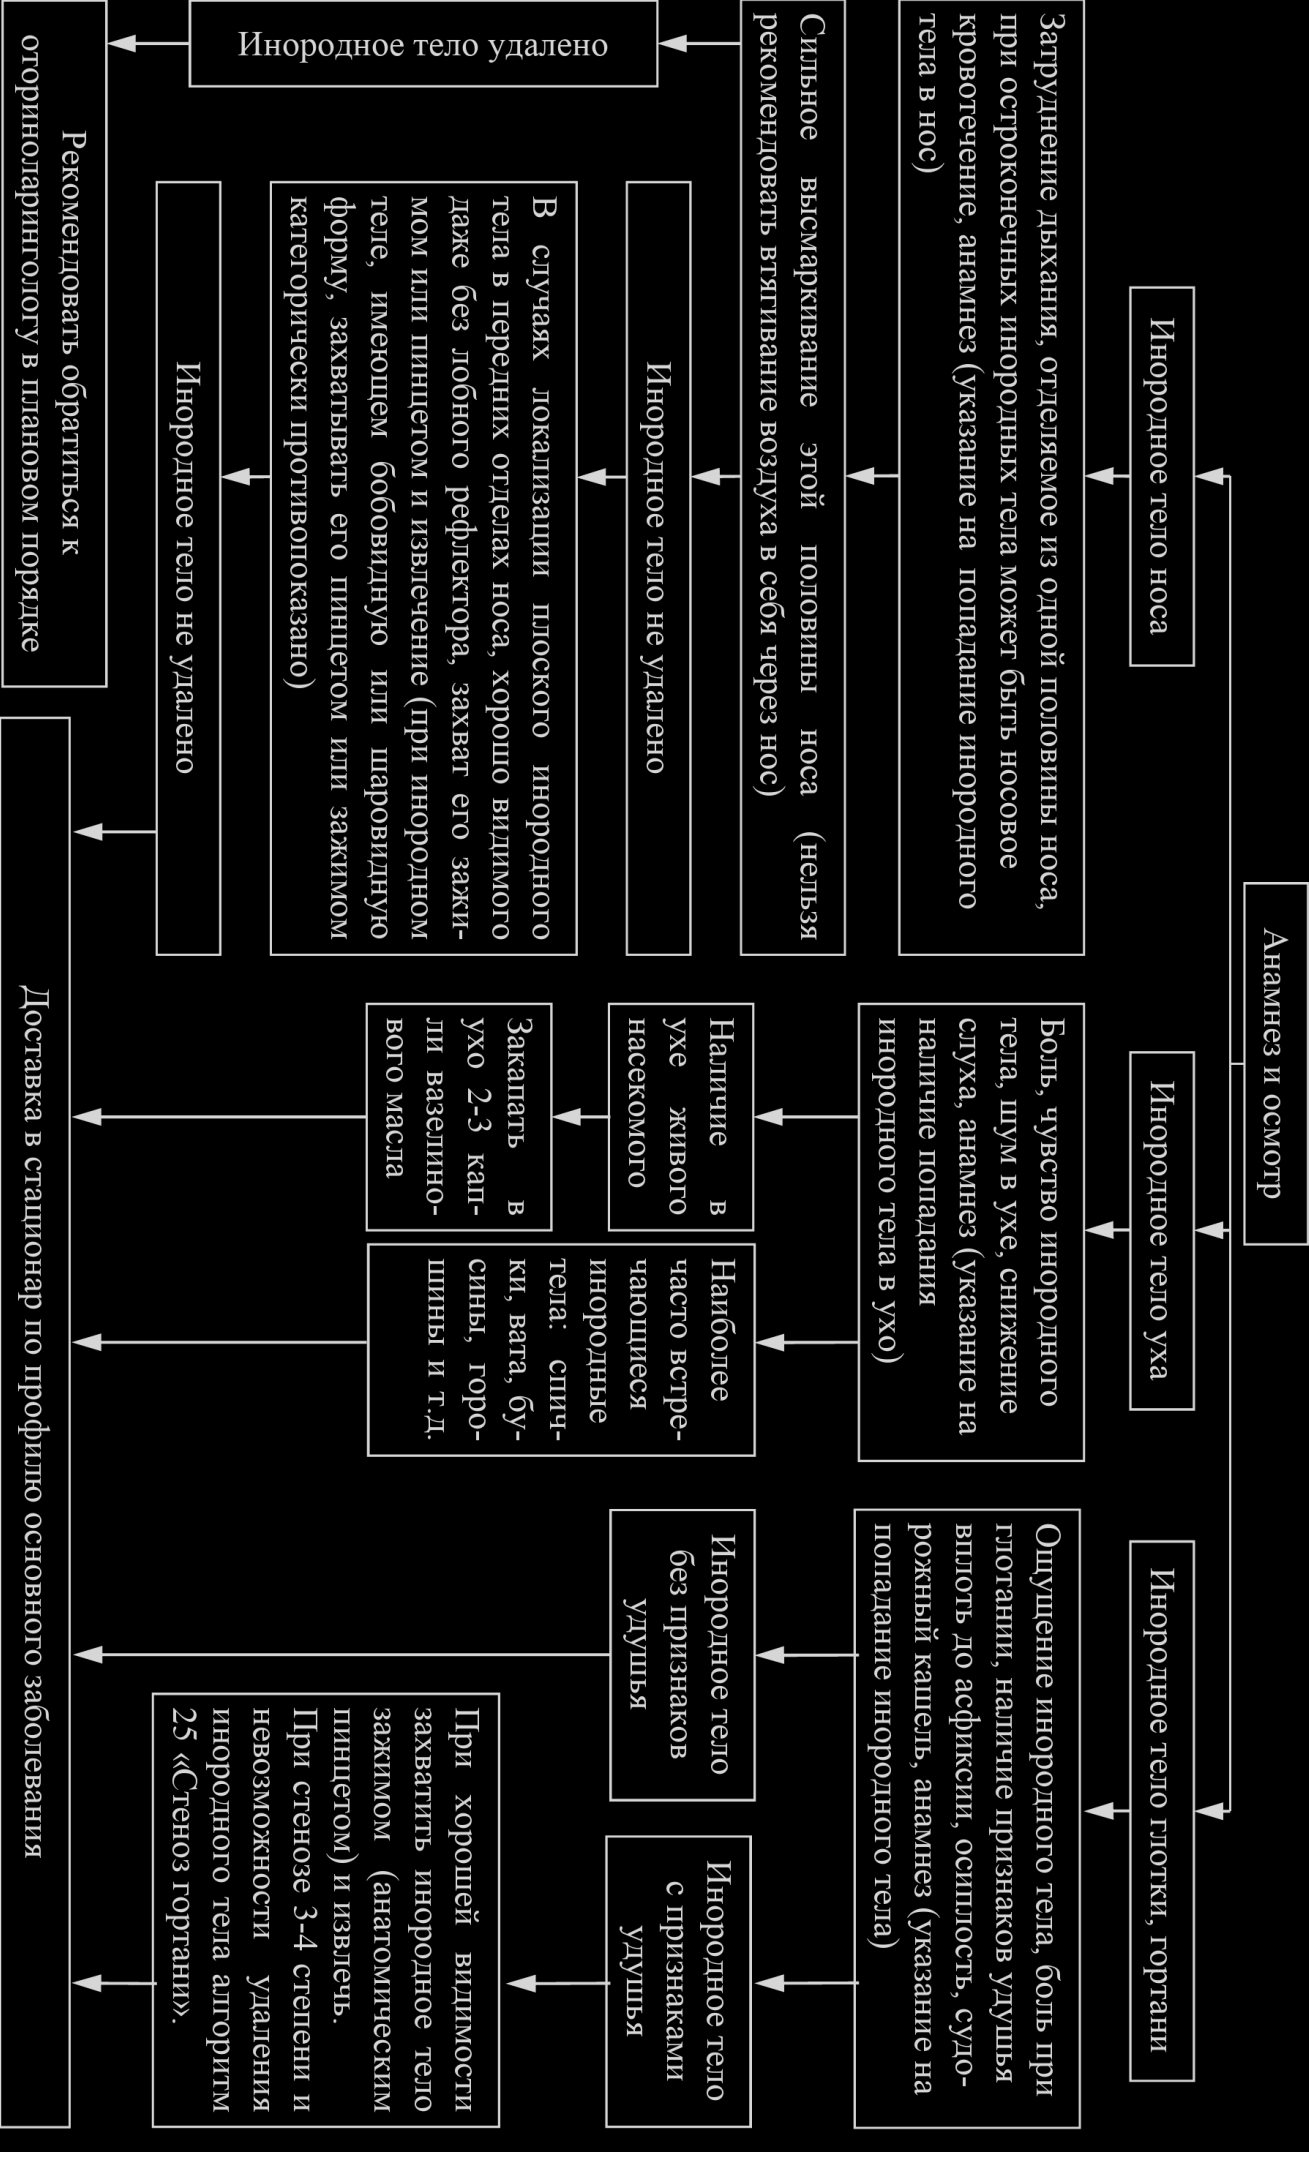 Анамнез и осмотр
Инородное тело носа
Затруднение дыхания, отделяемое из одной половины носа,
при остроконечных инородных тела может быть носовое
кровотечение, анамнез (указание на попадание инородного
тела в нос)
Сильное высмаркивание этой половины носа (нельзя
рекомендовать втягивание воздуха в себя через нос)
Инородное тело удалено
Рекомендовать обратиться к
оториноларингологу в плановом порядке
Инородное тело не удалено
В случаях локализации плоского инородного
тела в передних отделах носа, хорошо видимого
даже без лобного рефлектора, захват его зажи-
мом или пинцетом и извлечение (при инородном
теле, имеющем бобовидную или шаровидную
форму, захватывать его пинцетом или зажимом
категорически противопоказано)
Инородное тело не удалено
Инородное тело уха
Боль, чувство инородного
тела, шум в ухе, снижение
слуха, анамнез (указание на
наличие попадания
инородного тела в ухо)
Наличие в
ухе живого
насекомого
Закапать в
ухо 2-3 кап-
ли вазелино-
вого масла
Наиболее
часто встре-
чающиеся
инородные
тела: спич-
ки, вата, бу-
сины, горо-
шины и т.д.
Инородное тело глотки, гортани
Ощущение инородного тела, боль при
глотании, наличие признаков удушья
вплоть до асфиксии, осиплость, судо-
рожный кашель, анамнез (указание на
попадание инородного тела)
Инородное тело
без признаков
удушья
Инородное тело
с признаками
удушья
При хорошей видимости
захватить инородное тело
зажимом (анатомическим
пинцетом) и извлечь.
При стенозе 3-4 степени и
невозможности удаления
инородного тела алгоритм
25 «Стеноз гортани».
Доставка в стационар по профилю основного заболевания